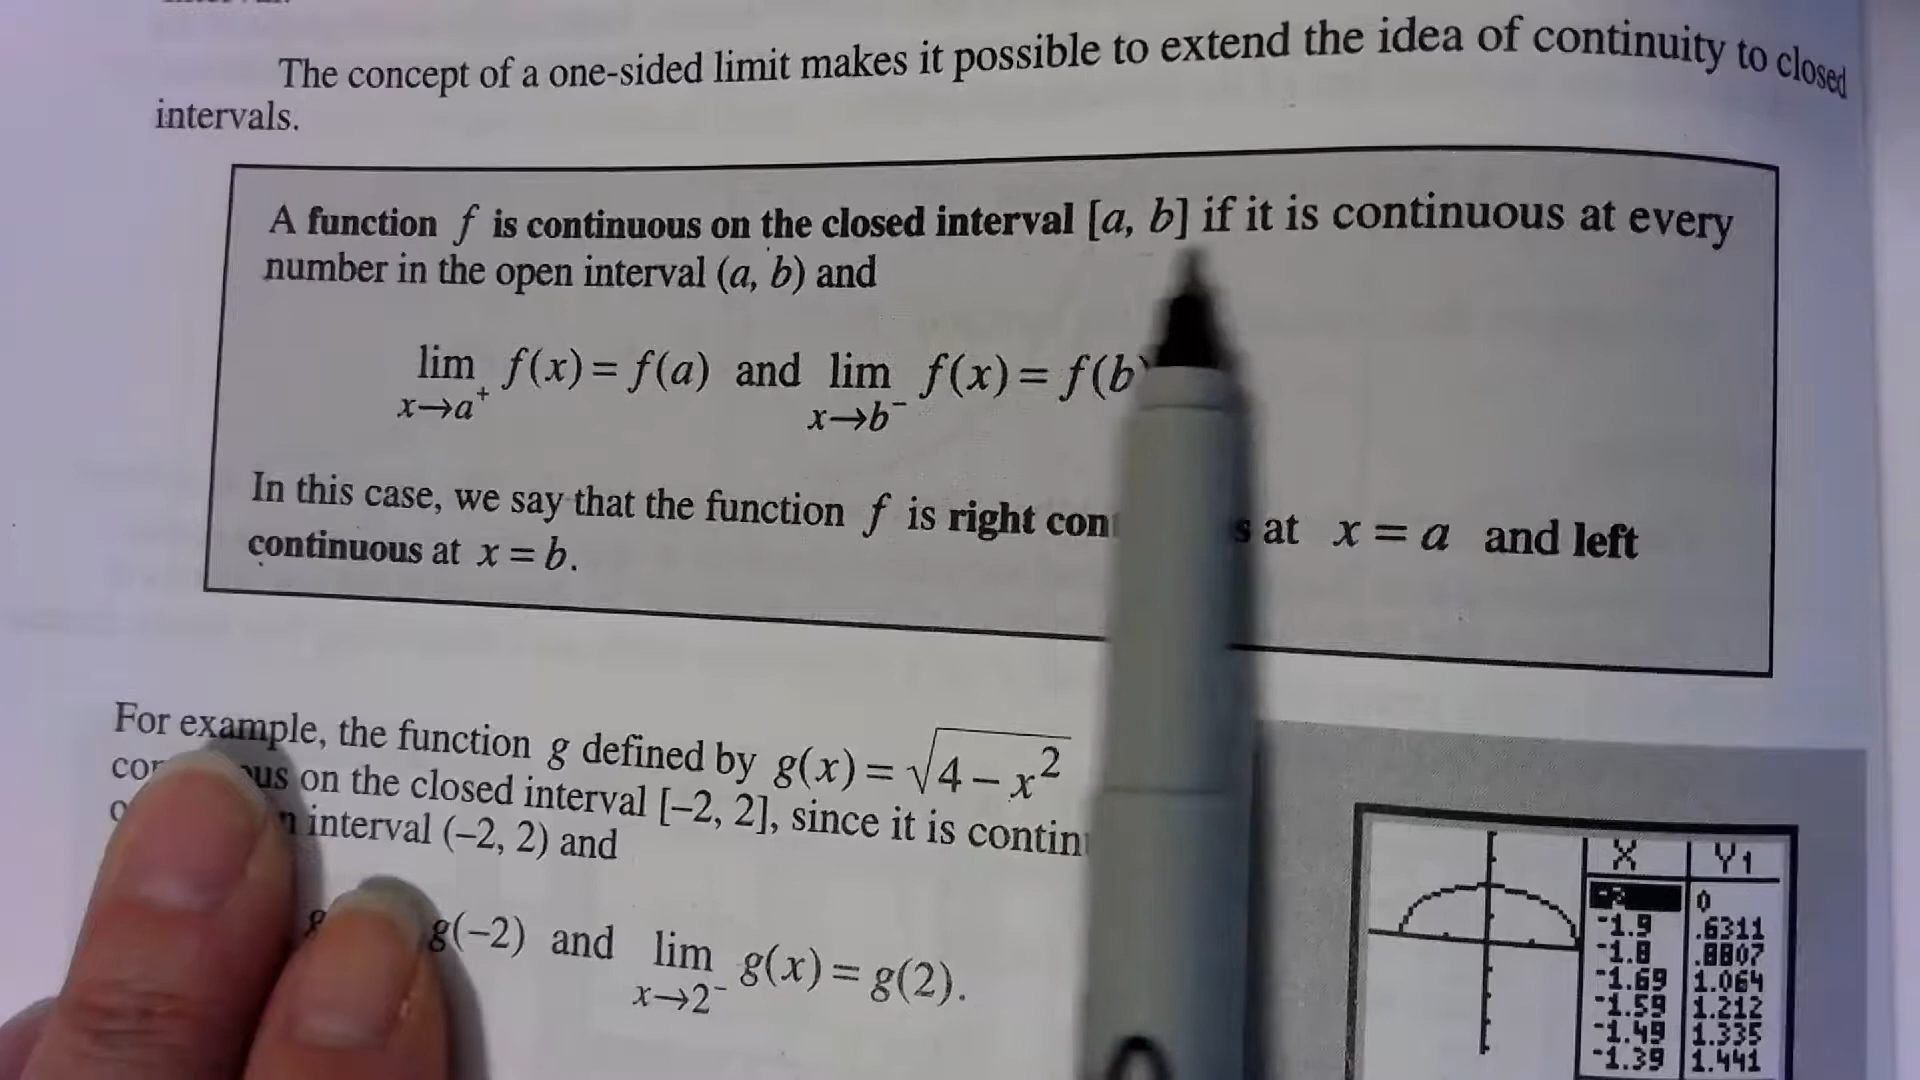 The concept of a one-sided limit makes it possible to extend the idea of continuity to closed
intervals.
A function f is continuous on the closed interval [a, b] if it is continuous at every
number in the open interval (a, b) and
lim f(x) = f(a) and lim f(x) = f(b
x→a⁺ x→b⁻
In this case, we say that the function f is right con s at x = a and left
continuous at x = b.
For example, the function g defined by g(x) = √4 − x²
on the closed interval [−2, 2], since it is contin
interval (−2, 2) and
g(−2) and lim g(x) = g(2).
x→2⁻
X Y₁
0
-1.9 .6311
-1.8 .8807
-1.69 1.064
-1.59 1.212
-1.49 1.335
-1.39 1.441